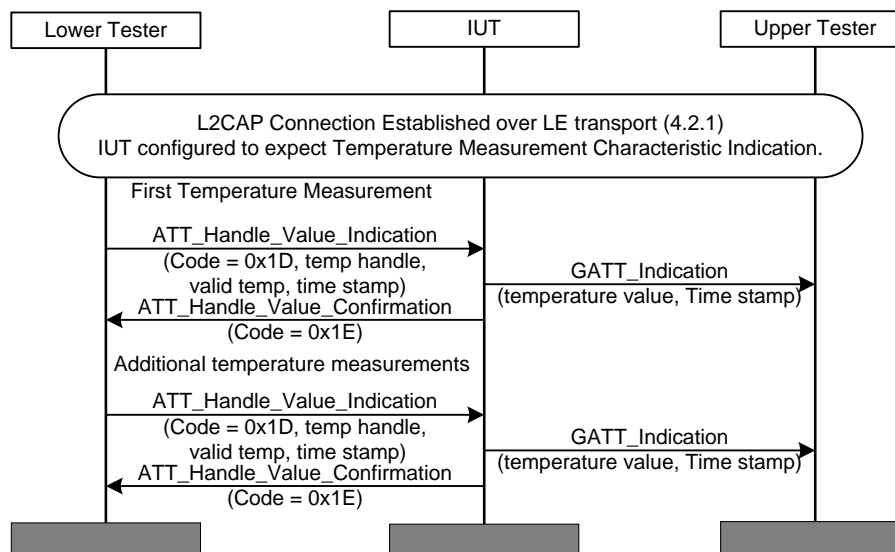 Lower Tester
IUT
Upper Tester
L2CAP Connection Established over LE transport (4.2.1)
IUT configured to expect Temperature Measurement Characteristic Indication.
First Temperature Measurement
ATT_Handle_Value_Indication
(Code = 0x1D, temp handle,
valid temp, time stamp)
GATT_Indication
(temperature value, Time stamp)
ATT_Handle_Value_Confirmation
(Code = 0x1E)
Additional temperature measurements
ATT_Handle_Value_Indication
(Code = 0x1D, temp handle,
valid temp, time stamp)
GATT_Indication
(temperature value, Time stamp)
ATT_Handle_Value_Confirmation
(Code = 0x1E)